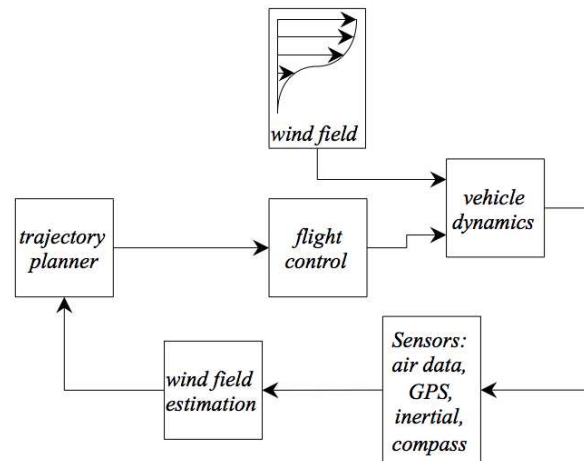 wind field
vehicle
dynamics
trajectory
planner
flight
control
Sensors:
air data,
GPS,
inertial,
compass
wind field
estimation